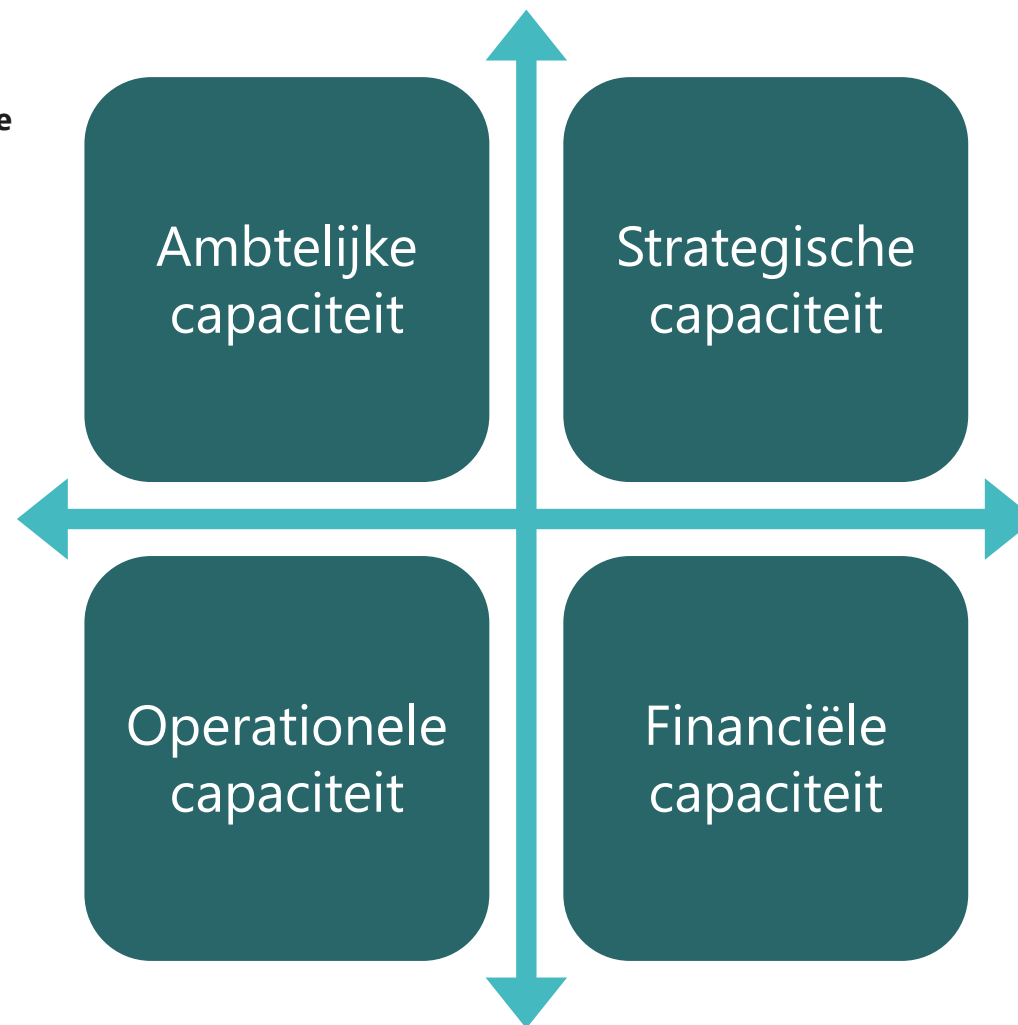 Ambtelijke
capaciteit
Strategische
capaciteit
Operationele
capaciteit
Financiële
capaciteit